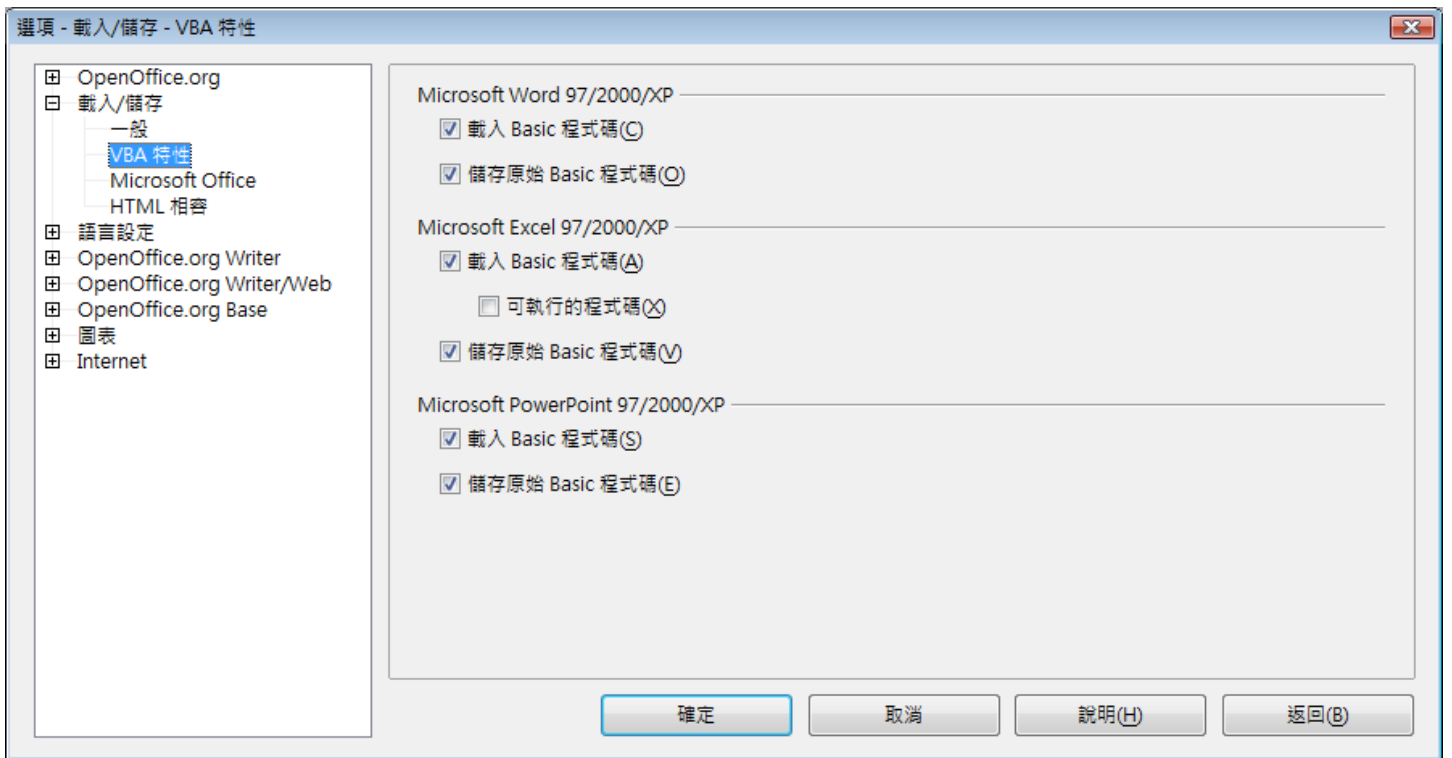 選項 - 載入/儲存 - VBA 特性
OpenOffice.org
載入/儲存
一般
VBA 特性
Microsoft Office
HTML 相容
語言設定
OpenOffice.org Writer
OpenOffice.org Writer/Web
OpenOffice.org Base
圖表
Internet
Microsoft Word 97/2000/XP
載入 Basic 程式碼(C)
儲存原始 Basic 程式碼(O)
Microsoft Excel 97/2000/XP
載入 Basic 程式碼(A)
可執行的程式碼(X)
儲存原始 Basic 程式碼(V)
Microsoft PowerPoint 97/2000/XP
載入 Basic 程式碼(S)
儲存原始 Basic 程式碼(E)
確定
取消
說明(H)
返回(B)